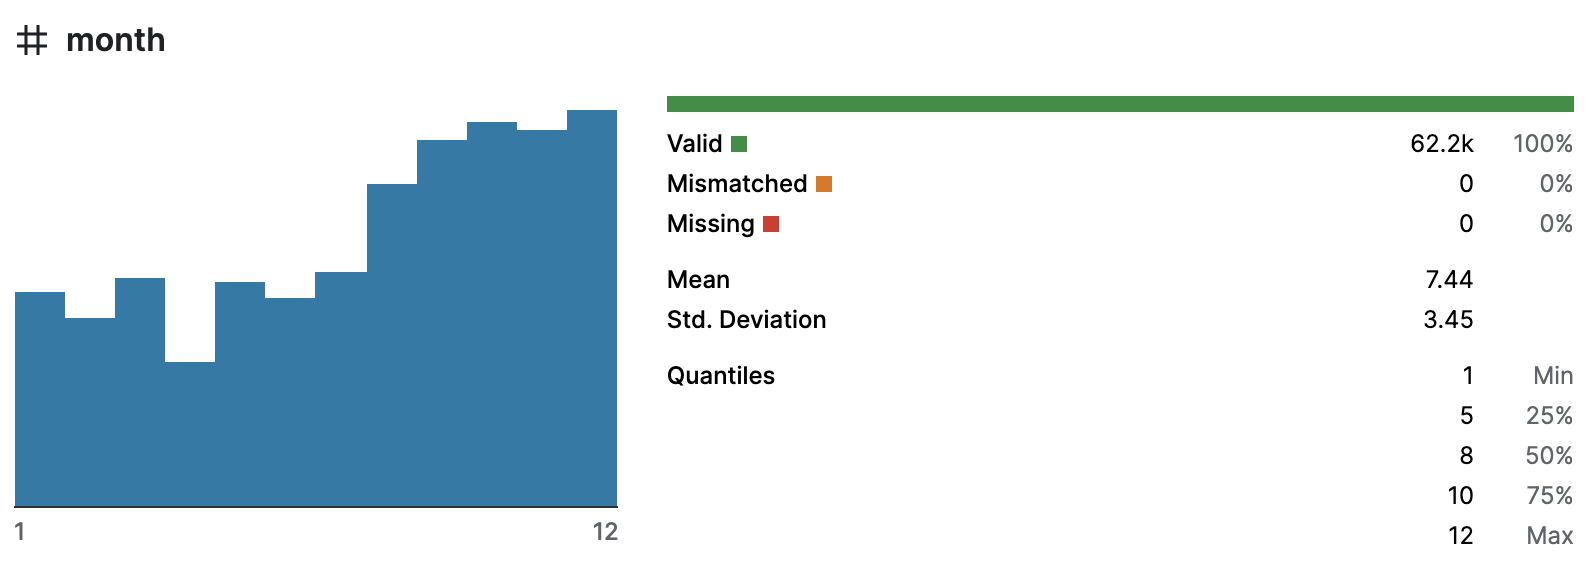 month
1 12
Valid 62.2k 100%
Mismatched 0 0%
Missing 0 0%
Mean 7.44
Std. Deviation 3.45
Quantiles 1 Min
5 25%
8 50%
10 75%
12 Max